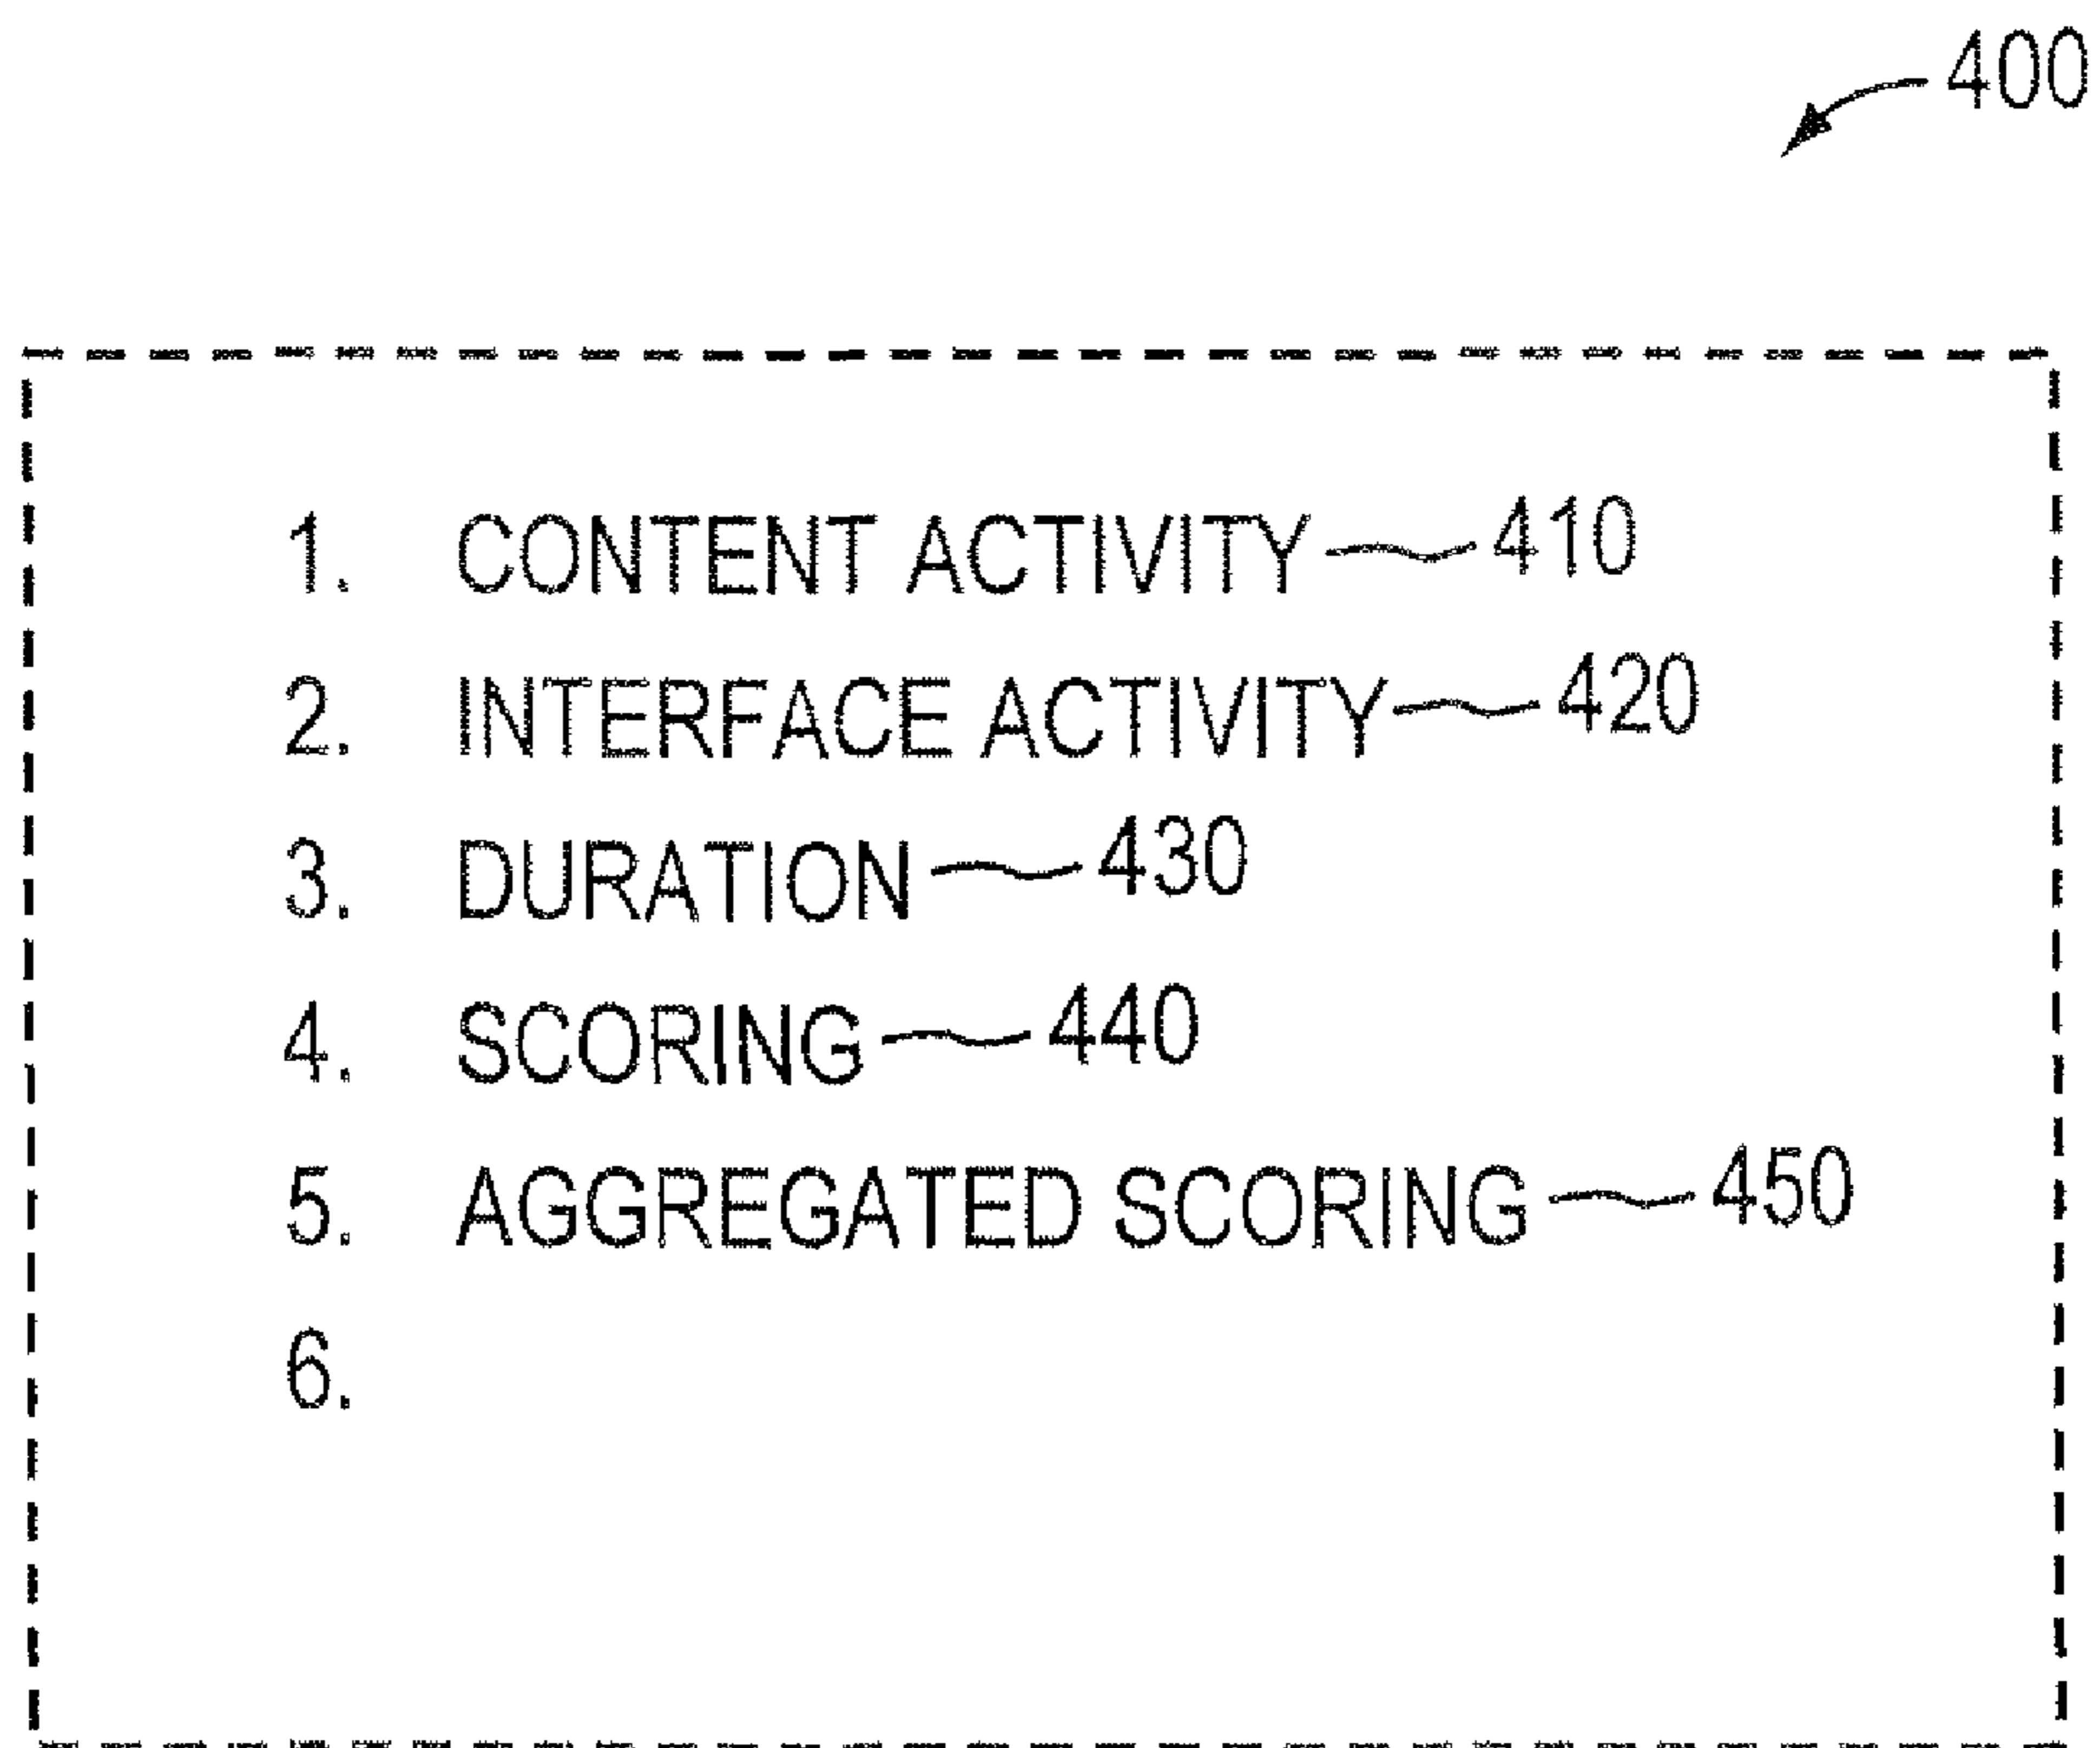 400
1. CONTENT ACTIVITY 410
2. INTERFACE ACTIVITY 420
3. DURATION 430
4. SCORING 440
5. AGGREGATED SCORING 450
6.